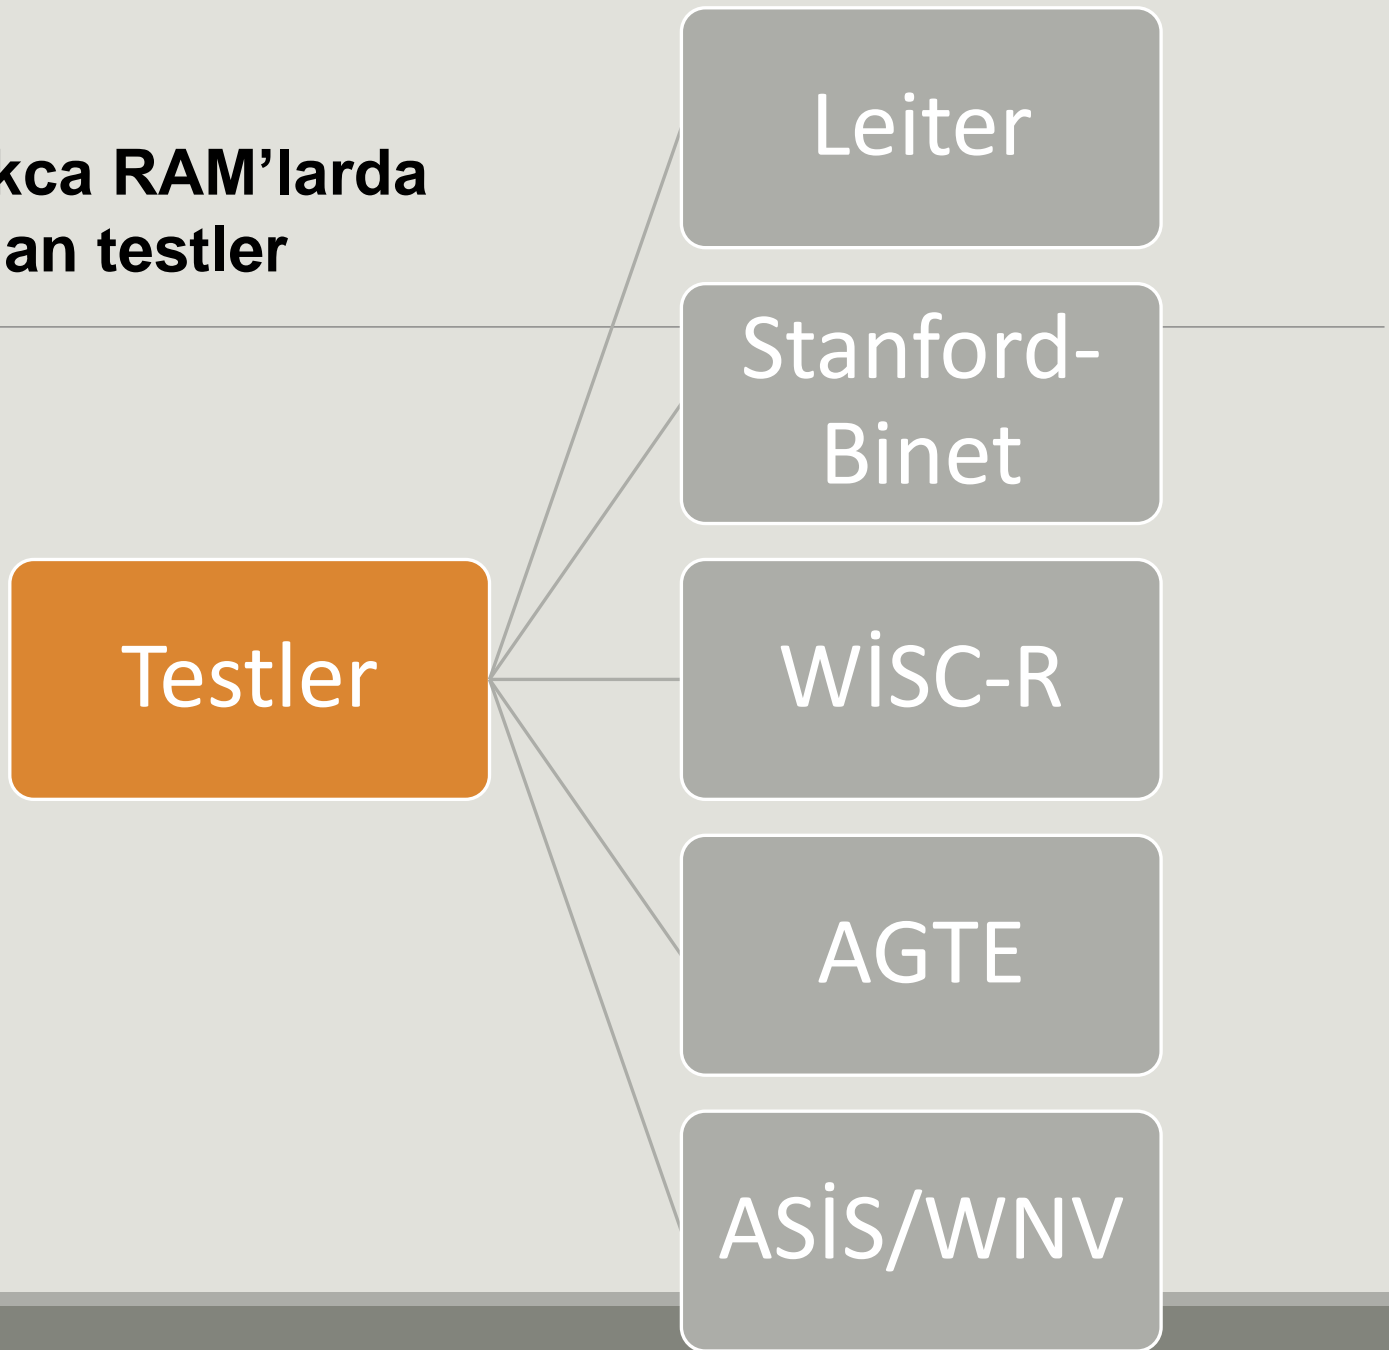 kca RAM’larda
an testler
Leiter
Stanford-
Binet
Testler
WİSC-R
AGTE
ASİS/WNV